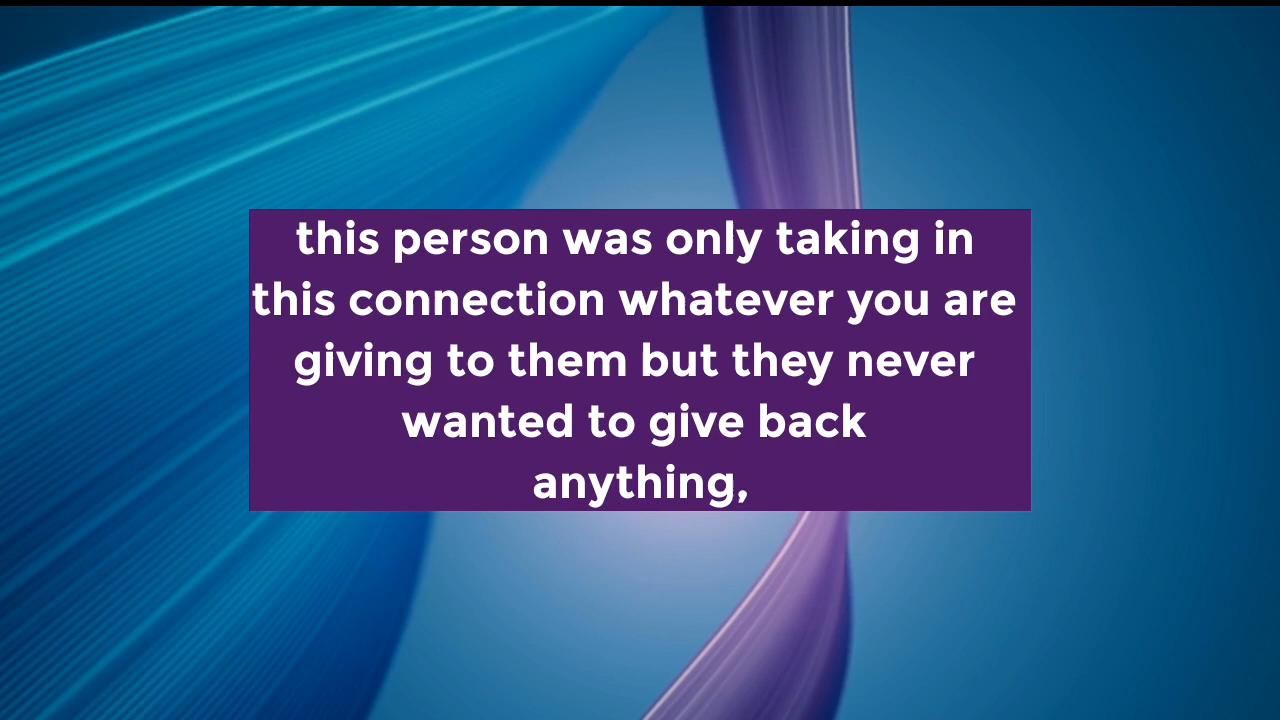 this person was only taking in
this connection whatever you are
giving to them but they never
wanted to give back
anything,